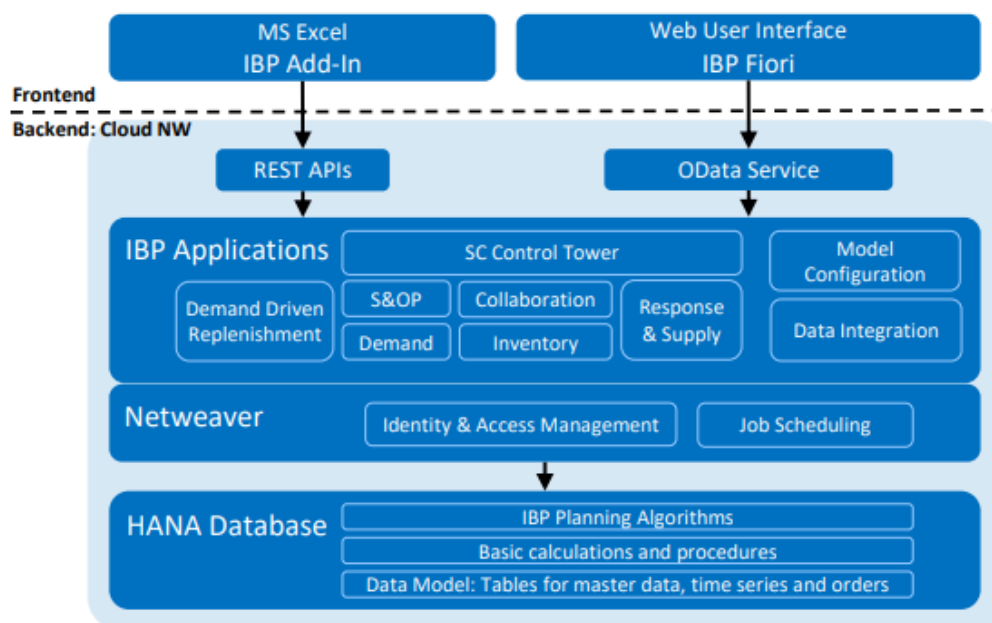 MS Excel
IBP Add-In
Web User Interface
IBP Fiori
Frontend
Backend: Cloud NW
REST APIs
OData Service
IBP Applications
SC Control Tower
Model
Configuration
Demand Driven
Replenishment
S&OP
Collaboration
Response
& Supply
Demand
Inventory
Data Integration
Netweaver
Identity & Access Management
Job Scheduling
HANA Database
IBP Planning Algorithms
Basic calculations and procedures
Data Model: Tables for master data, time series and orders